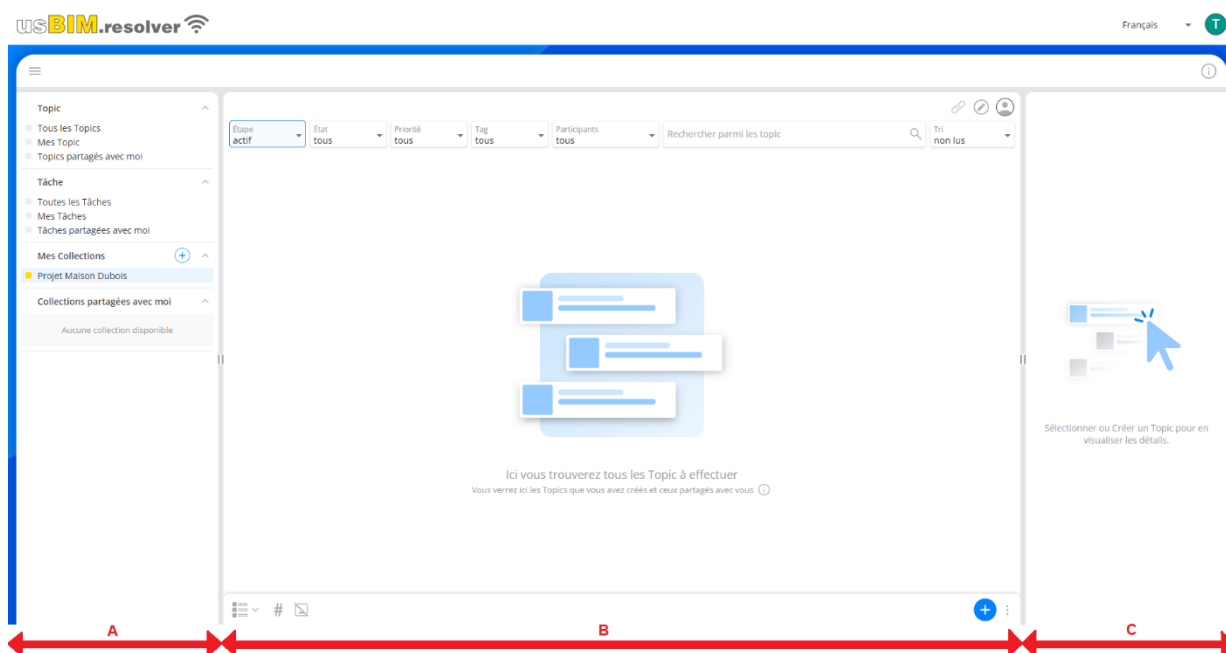 usBIM.resolver
Français
T
Topic
Tous les Topics
Mes Topic
Topics partagés avec moi
Tâche
Toutes les Tâches
Mes Tâches
Tâches partagées avec moi
Mes Collections
Projet Maison Dubois
Collections partagées avec moi
Aucune collection disponible
Étape
actif
État
tous
Priorité
tous
Tag
tous
Participants
tous
Rechercher parmi les topic
Tri
non lus
Ici vous trouverez tous les Topic à effectuer
Vous verrez ici les Topics que vous avez créés et ceux partagés avec vous
Sélectionner ou Créer un Topic pour en
visualiser les détails.
#
A
B
C